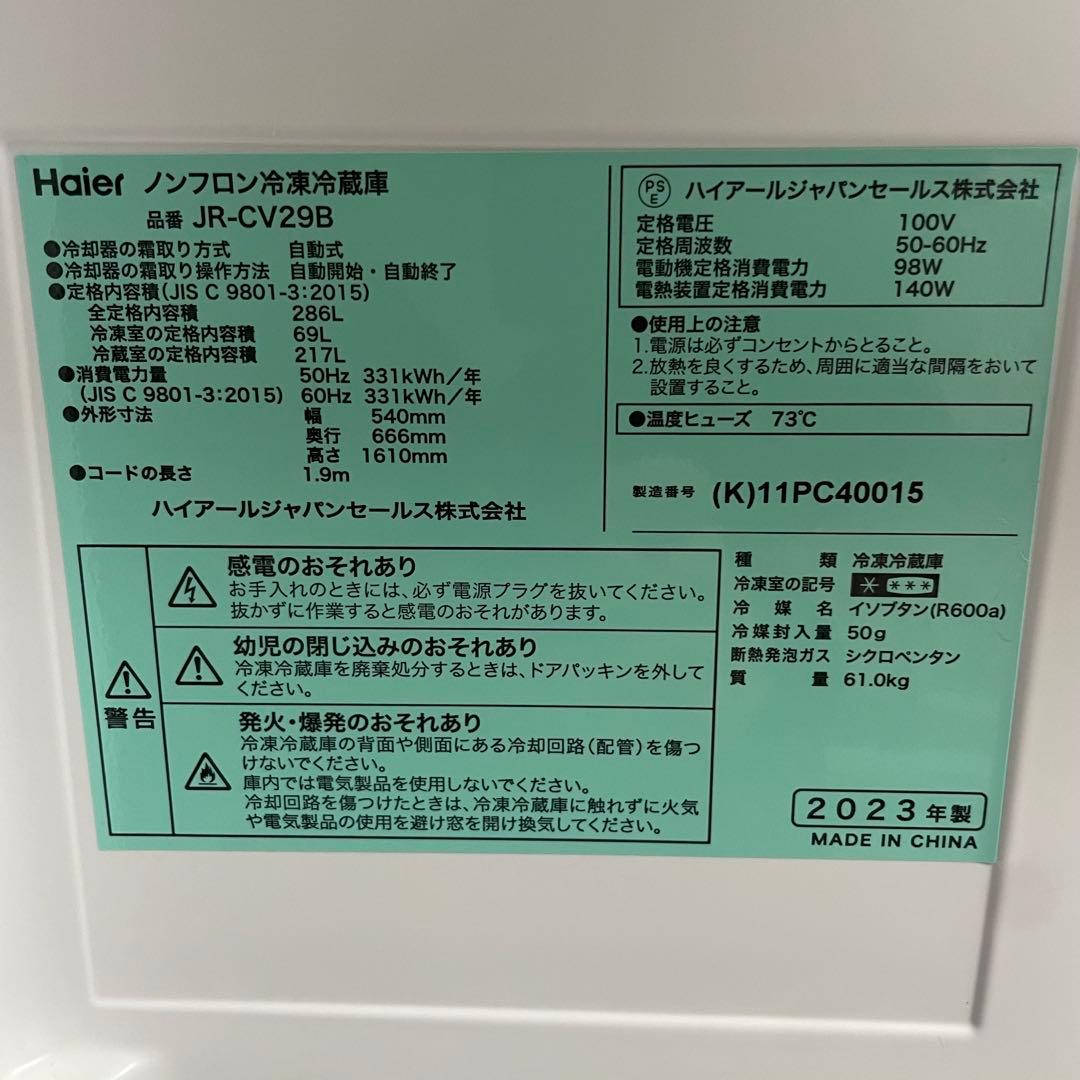 Haier ノンフロン冷凍冷蔵庫
品番 JR-CV29B
●冷却器の霜取り方式 自動式
●冷却器の霜取り操作方法 自動開始・自動終了
●定格内容積(JIS C 9801-3:2015)
全定格内容積 286L
冷凍室の定格内容積 69L
冷蔵室の定格内容積 217L
●消費電力量 50Hz 331kWh/年
(JIS C 9801-3:2015) 60Hz 331kWh/年
●外形寸法 幅 540mm
奥行 666mm
高さ 1610mm
●コードの長さ 1.9m
ハイアールジャパンセールス株式会社
PSE ハイアールジャパンセールス株式会社
定格電圧 100V
定格周波数 50-60Hz
電動機定格消費電力 98W
電熱装置定格消費電力 140W
●使用上の注意
1.電源は必ずコンセントからとること。
2.放熱を良くするため、周囲に適当な間隔をおいて
設置すること。
●温度ヒューズ 73℃
製造番号 (K)11PC40015
警告
感電のおそれあり
お手入れのときには、必ず電源プラグを抜いてください。
抜かずに作業すると感電のおそれがあります。
幼児の閉じ込みのおそれあり
冷凍冷蔵庫を廃棄処分するときは、ドアパッキンを外して
ください。
発火・爆発のおそれあり
冷凍冷蔵庫の背面や側面にある冷却回路(配管)を傷つ
けないでください。
庫内では電気製品を使用しないでください。
冷却回路を傷つけたときは、冷凍冷蔵庫に触れずに火気
や電気製品の使用を避け窓を開け換気してください。
種類 冷凍冷蔵庫
冷凍室の記号 * ***
冷媒名 イソブタン(R600a)
冷媒封入量 50g
断熱発泡ガス シクロペンタン
質量 61.0kg
2023年製
MADE IN CHINA